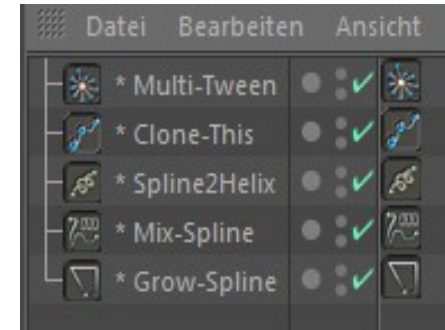 Datei Bearbeiten Ansicht
* Multi-Tween
* Clone-This
* Spline2Helix
* Mix-Spline
* Grow-Spline